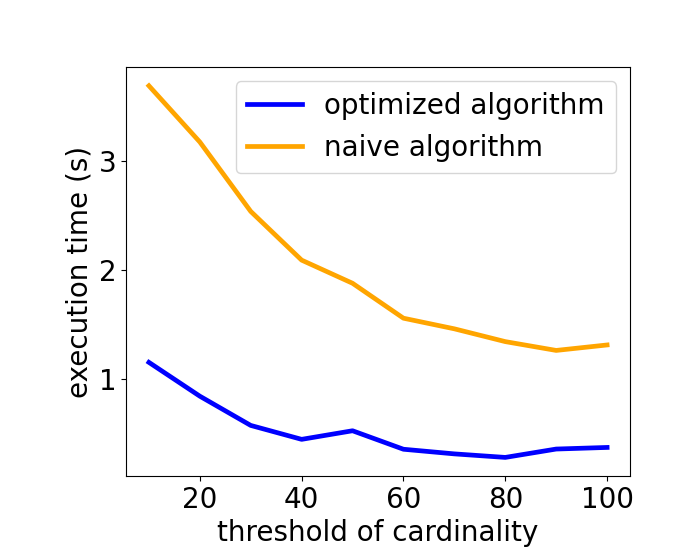 optimized algorithm
naive algorithm
execution time (s)
3
2
1
20 40 60 80 100
threshold of cardinality